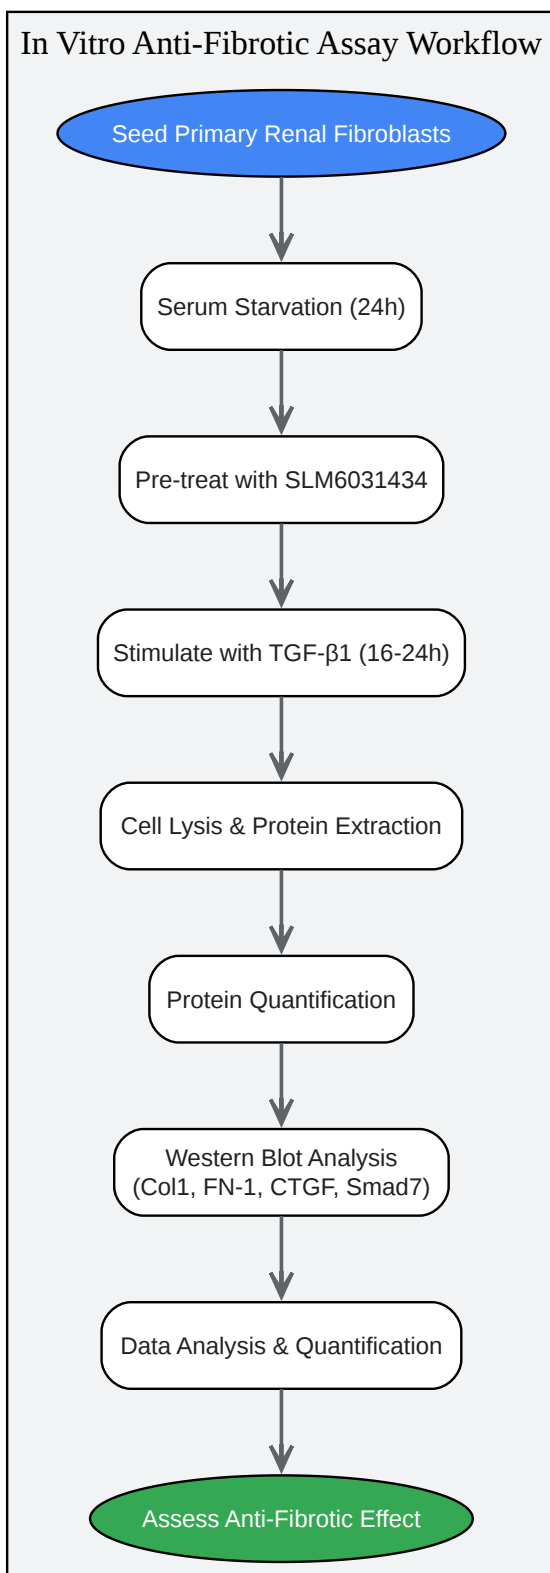 In Vitro Anti-Fibrotic Assay Workflow
Seed Primary Renal Fibroblasts
Serum Starvation (24h)
Pre-treat with SLM6031434
Stimulate with TGF-β1 (16-24h)
Cell Lysis & Protein Extraction
Protein Quantification
Western Blot Analysis
(Col1, FN-1, CTGF, Smad7)
Data Analysis & Quantification
Assess Anti-Fibrotic Effect